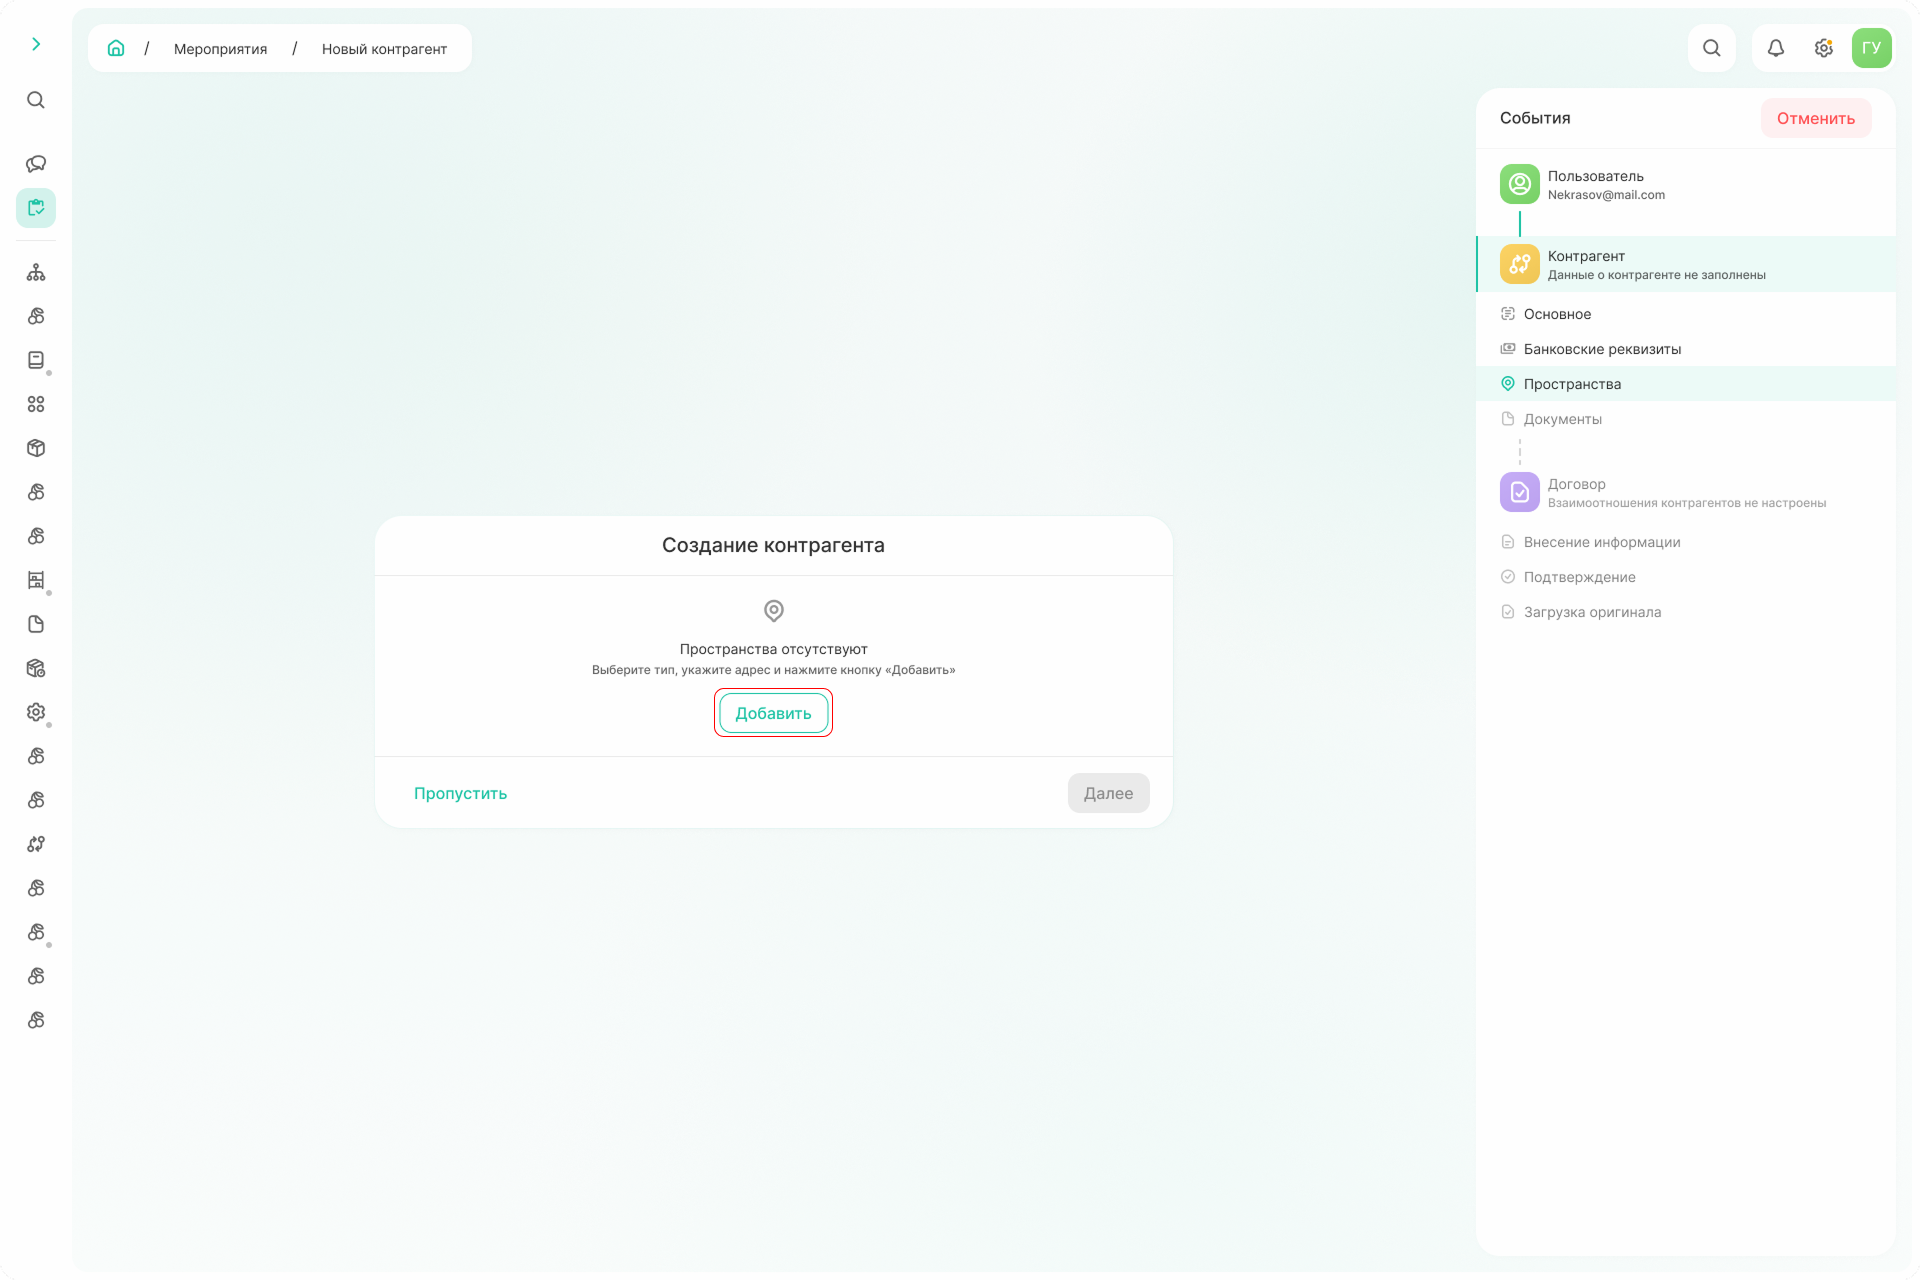 / Мероприятия / Новый контрагент
ГУ
События
Отменить
Пользователь
Nekrasov@mail.com
Контрагент
Данные о контрагенте не заполнены
Основное
Банковские реквизиты
Пространства
Документы
Договор
Взаимоотношения контрагентов не настроены
Внесение информации
Подтверждение
Загрузка оригинала
Создание контрагента
Пространства отсутствуют
Выберите тип, укажите адрес и нажмите кнопку «Добавить»
Добавить
Пропустить
Далее